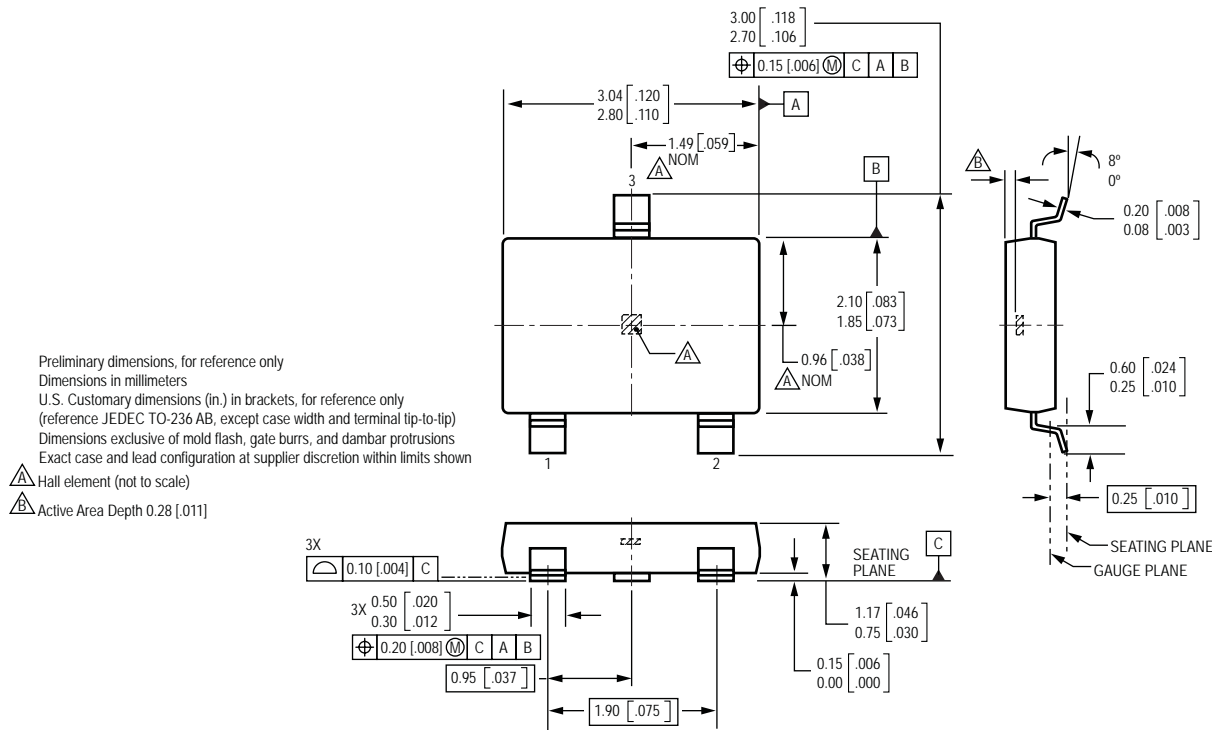 3.00 [ .118
2.70 [ .106
⌖ 0.15 [.006] Ⓜ C A B
3.04 [ .120 ]
2.80 [ .110 ]
A
1.49 [ .059 ]
A NOM
3
B
B
8º
0º
0.20 [ .008
0.08 [ .003
2.10 [ .083
1.85 [ .073
A
0.96 [ .038 ]
A NOM
0.60 [ .024
0.25 [ .010
Preliminary dimensions, for reference only
Dimensions in millimeters
U.S. Customary dimensions (in.) in brackets, for reference only
(reference JEDEC TO-236 AB, except case width and terminal tip-to-tip)
Dimensions exclusive of mold flash, gate burrs, and dambar protrusions
Exact case and lead configuration at supplier discretion within limits shown
A Hall element (not to scale)
B Active Area Depth 0.28 [.011]
1
2
0.25 [ .010 ]
SEATING PLANE
GAUGE PLANE
3X
⌓ 0.10 [.004] C
SEATING
PLANE
C
3X 0.50 [ .020
0.30 [ .012
⌖ 0.20 [.008] Ⓜ C A B
1.17 [ .046
0.75 [ .030
0.95 [ .037 ]
0.15 [ .006
0.00 [ .000
1.90 [ .075 ]